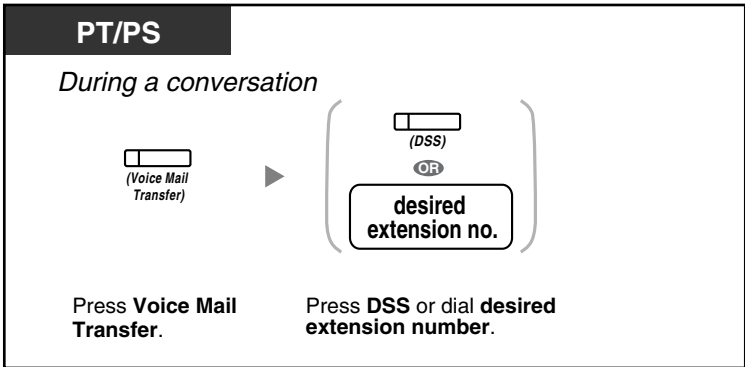 PT/PS
During a conversation
(Voice Mail
Transfer)
(DSS)
OR
desired
extension no.
Press Voice Mail
Transfer.
Press DSS or dial desired
extension number.